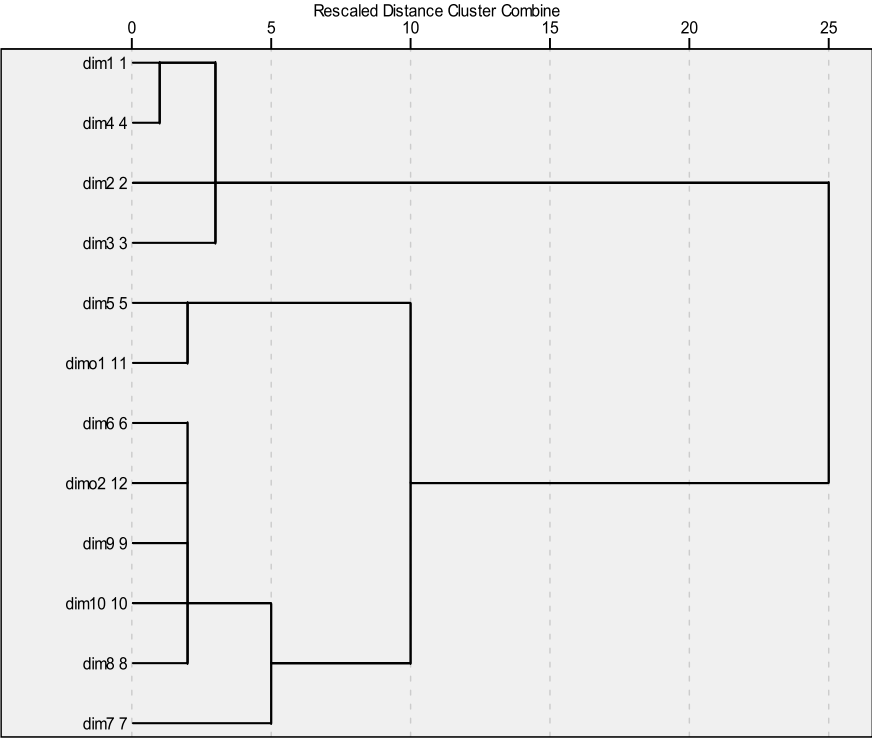 Rescaled Distance Cluster Combine
0 5 10 15 20 25
dim1 1
dim4 4
dim2 2
dim3 3
dim5 5
dimo1 11
dim6 6
dimo2 12
dim9 9
dim10 10
dim8 8
dim7 7